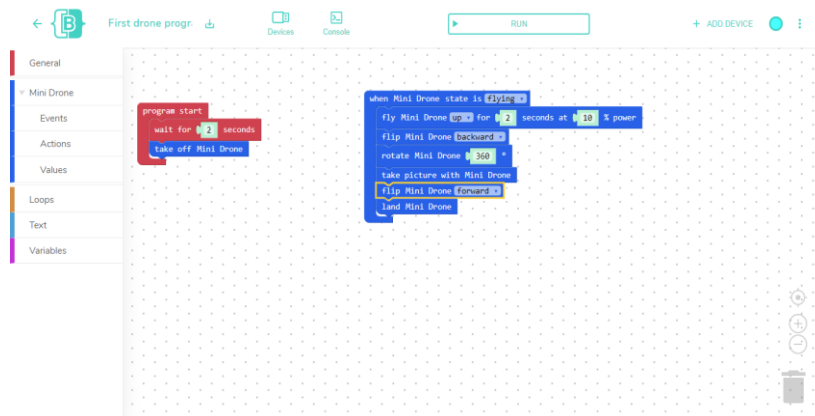 First drone progr
Devices
Console
RUN
+ ADD DEVICE
General
Mini Drone
Events
Actions
Values
Loops
Text
Variables
program start
wait for 2 seconds
take off Mini Drone
when Mini Drone state is flying
fly Mini Drone up for 2 seconds at 10 % power
flip Mini Drone backward
rotate Mini Drone 360 °
take picture with Mini Drone
flip Mini Drone forward
land Mini Drone